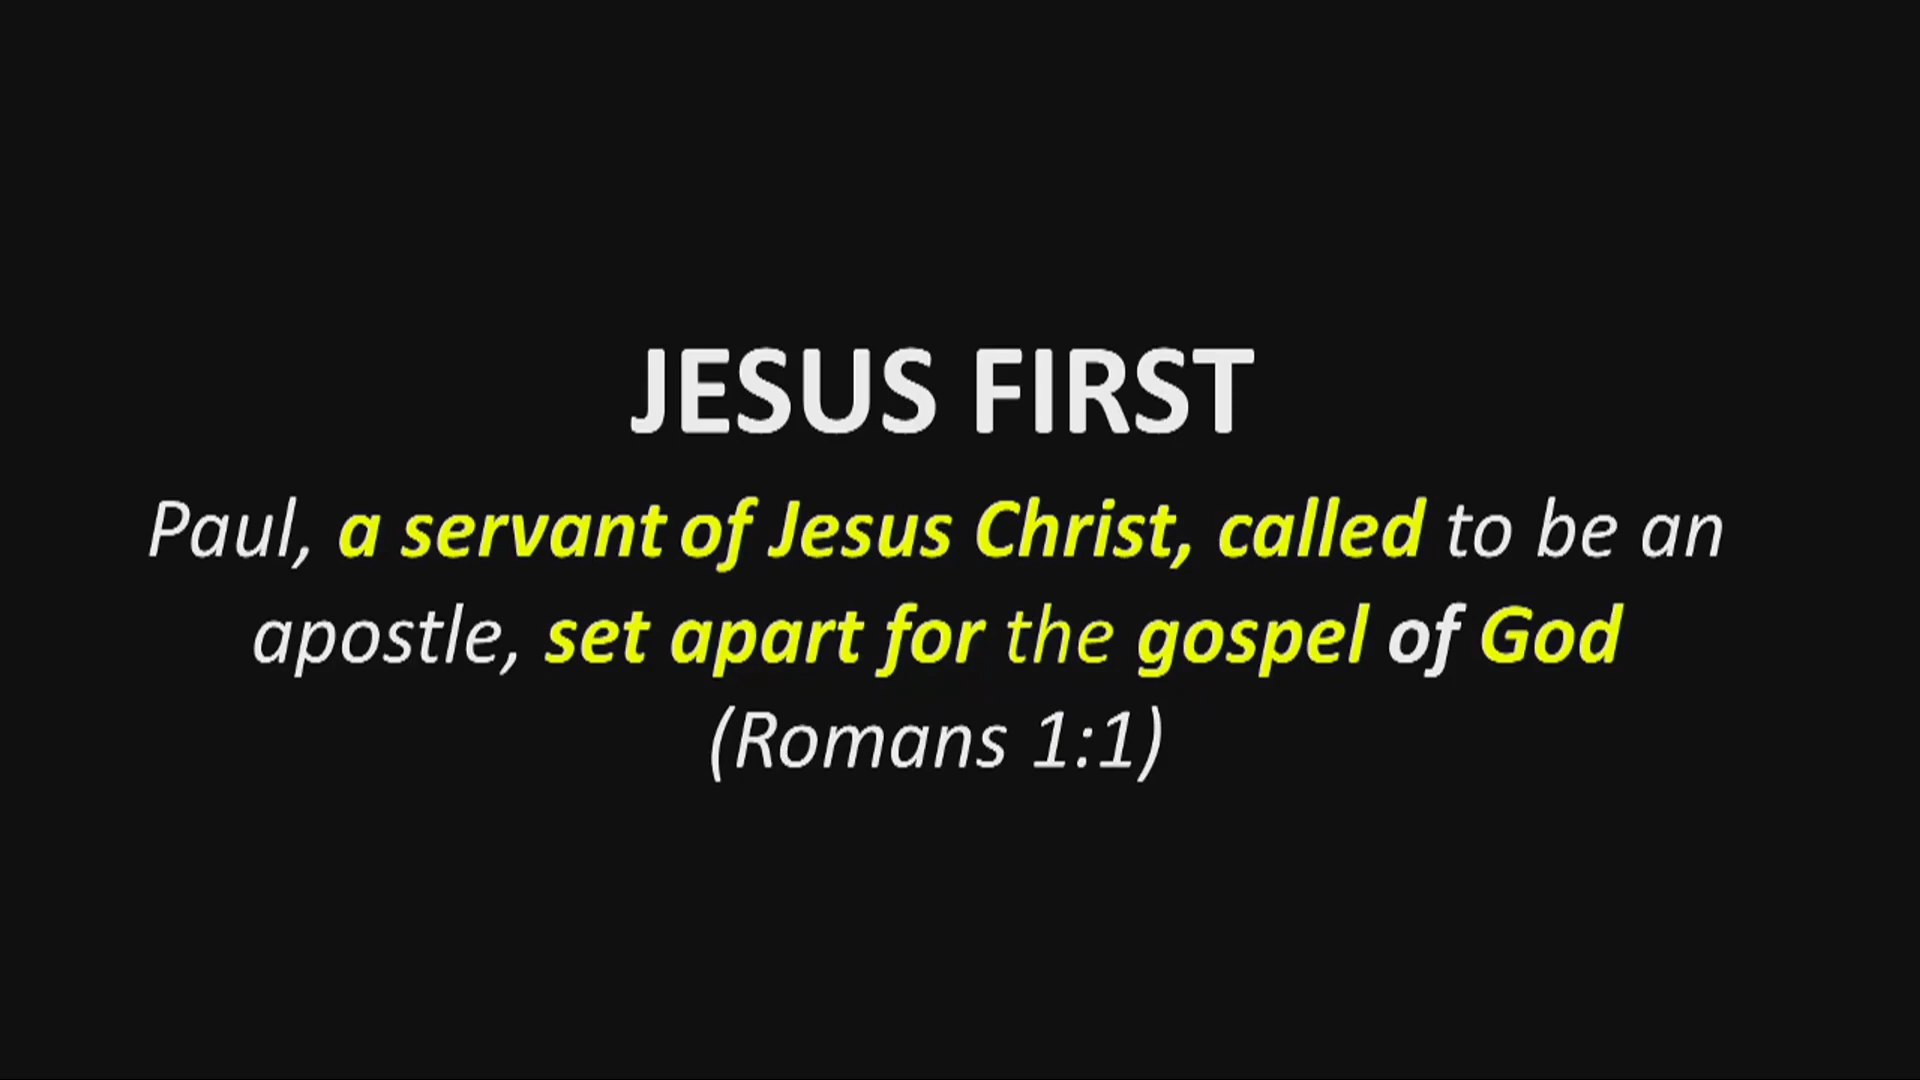 JESUS FIRST
Paul, a servant of Jesus Christ, called to be an
apostle, set apart for the gospel of God
(Romans 1:1)